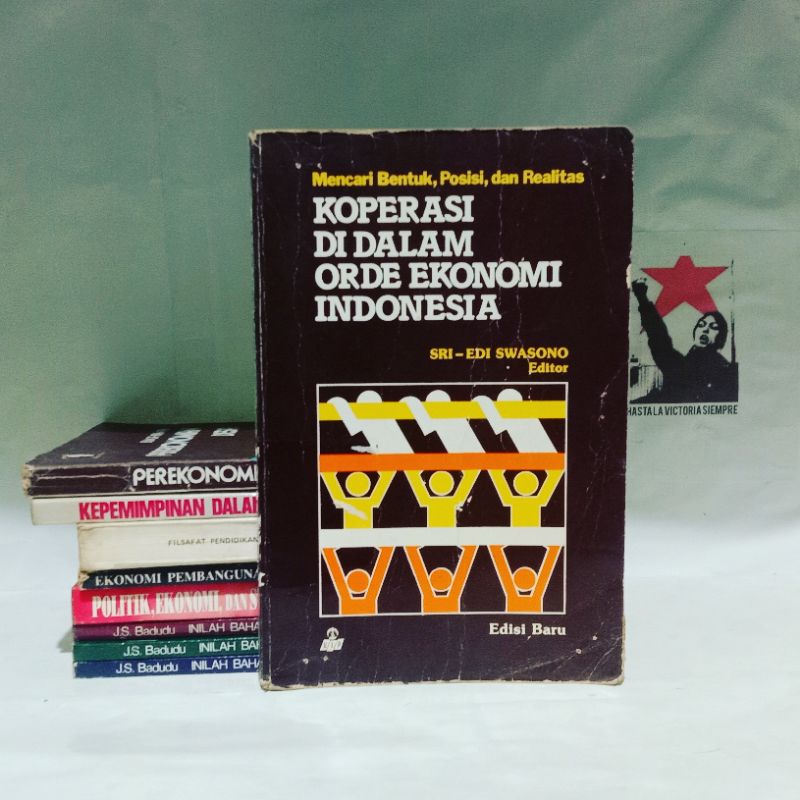 Mencari Bentuk, Posisi, dan Realitas
KOPERASI
DI DALAM
ORDE EKONOMI
INDONESIA
SRI-EDI SWASONO
Editor
Edisi Baru
HASTA LA VICTORIA SIEMPRE
PEREKONOMI
KEPEMIMPINAN DALA
FILSAFAT PENDIDIKAN
EKONOMI PEMBANGUNA
POLITIK, EKONOMI, DAN S
J.S. Badudu INILAH BAHA
J.S. Badudu INILAH BAH
J.S. Badudu INILAH BAHA